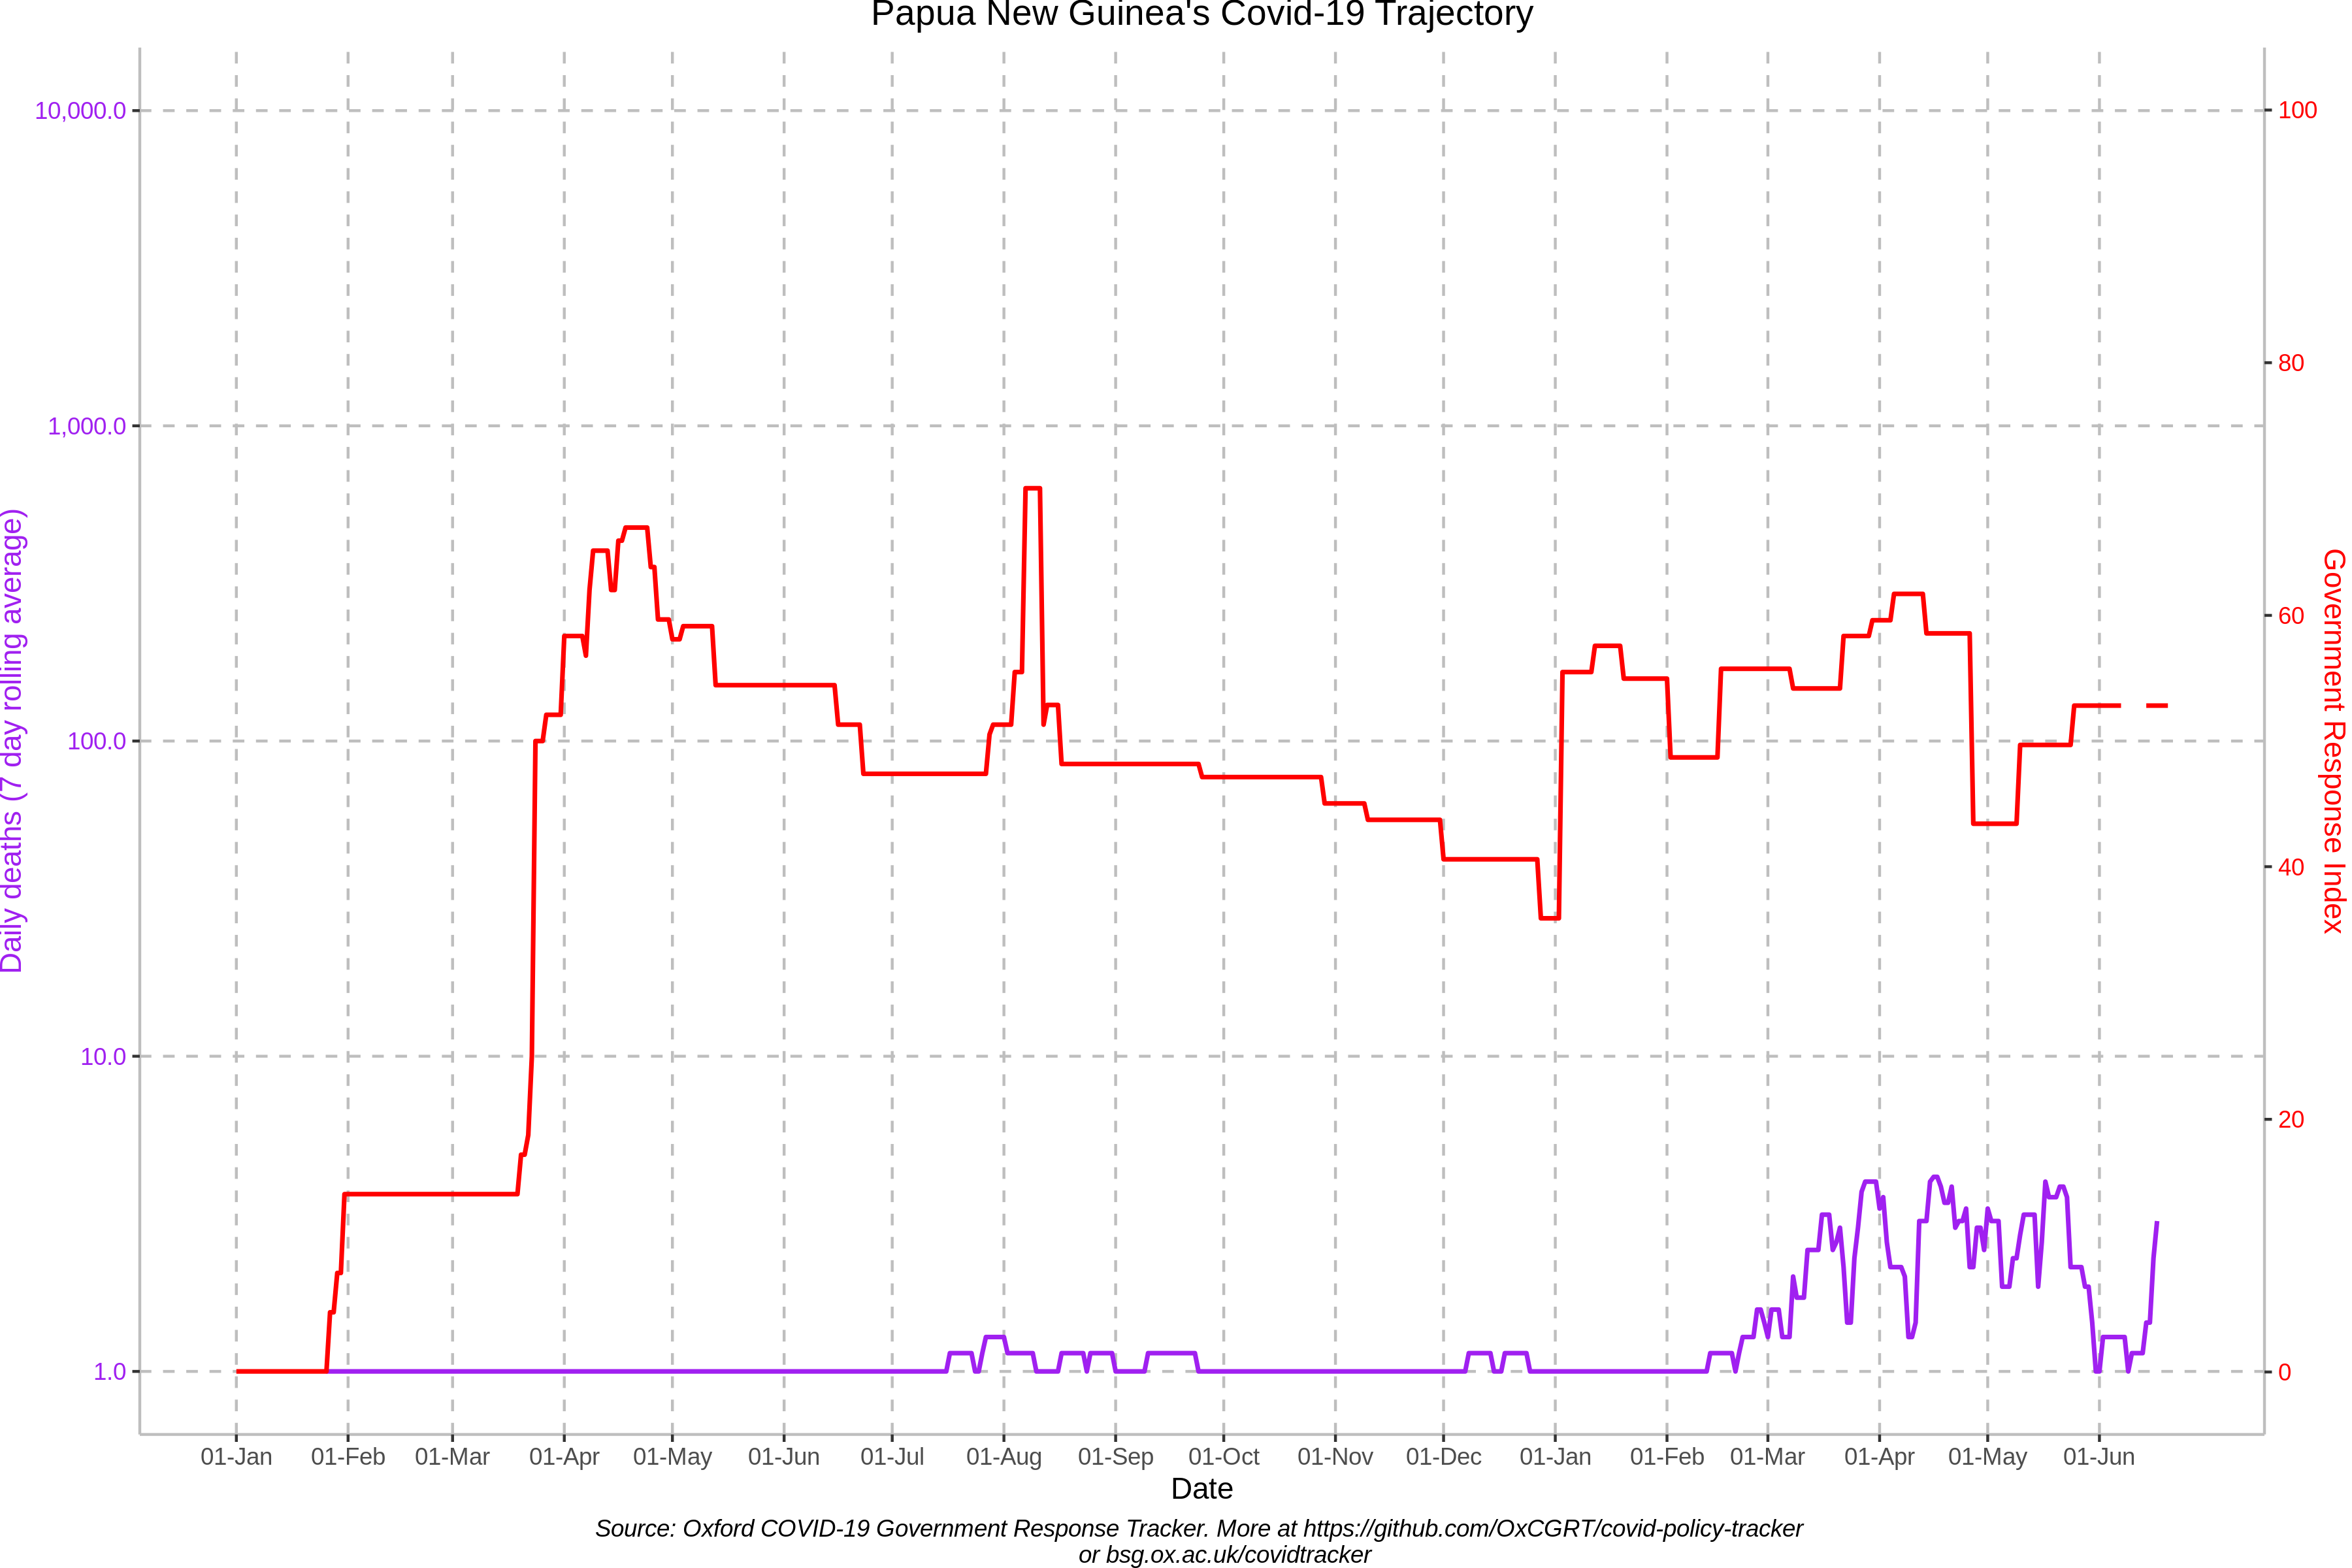 Papua New Guinea's Covid-19 Trajectory
Daily deaths (7 day rolling average)
10,000.0
1,000.0
100.0
10.0
1.0
100
80
60
40
20
0
Government Response Index
01-Jan 01-Feb 01-Mar 01-Apr 01-May 01-Jun 01-Jul 01-Aug 01-Sep 01-Oct 01-Nov 01-Dec 01-Jan 01-Feb 01-Mar 01-Apr 01-May 01-Jun
Date
Source: Oxford COVID-19 Government Response Tracker. More at https://github.com/OxCGRT/covid-policy-tracker
or bsg.ox.ac.uk/covidtracker